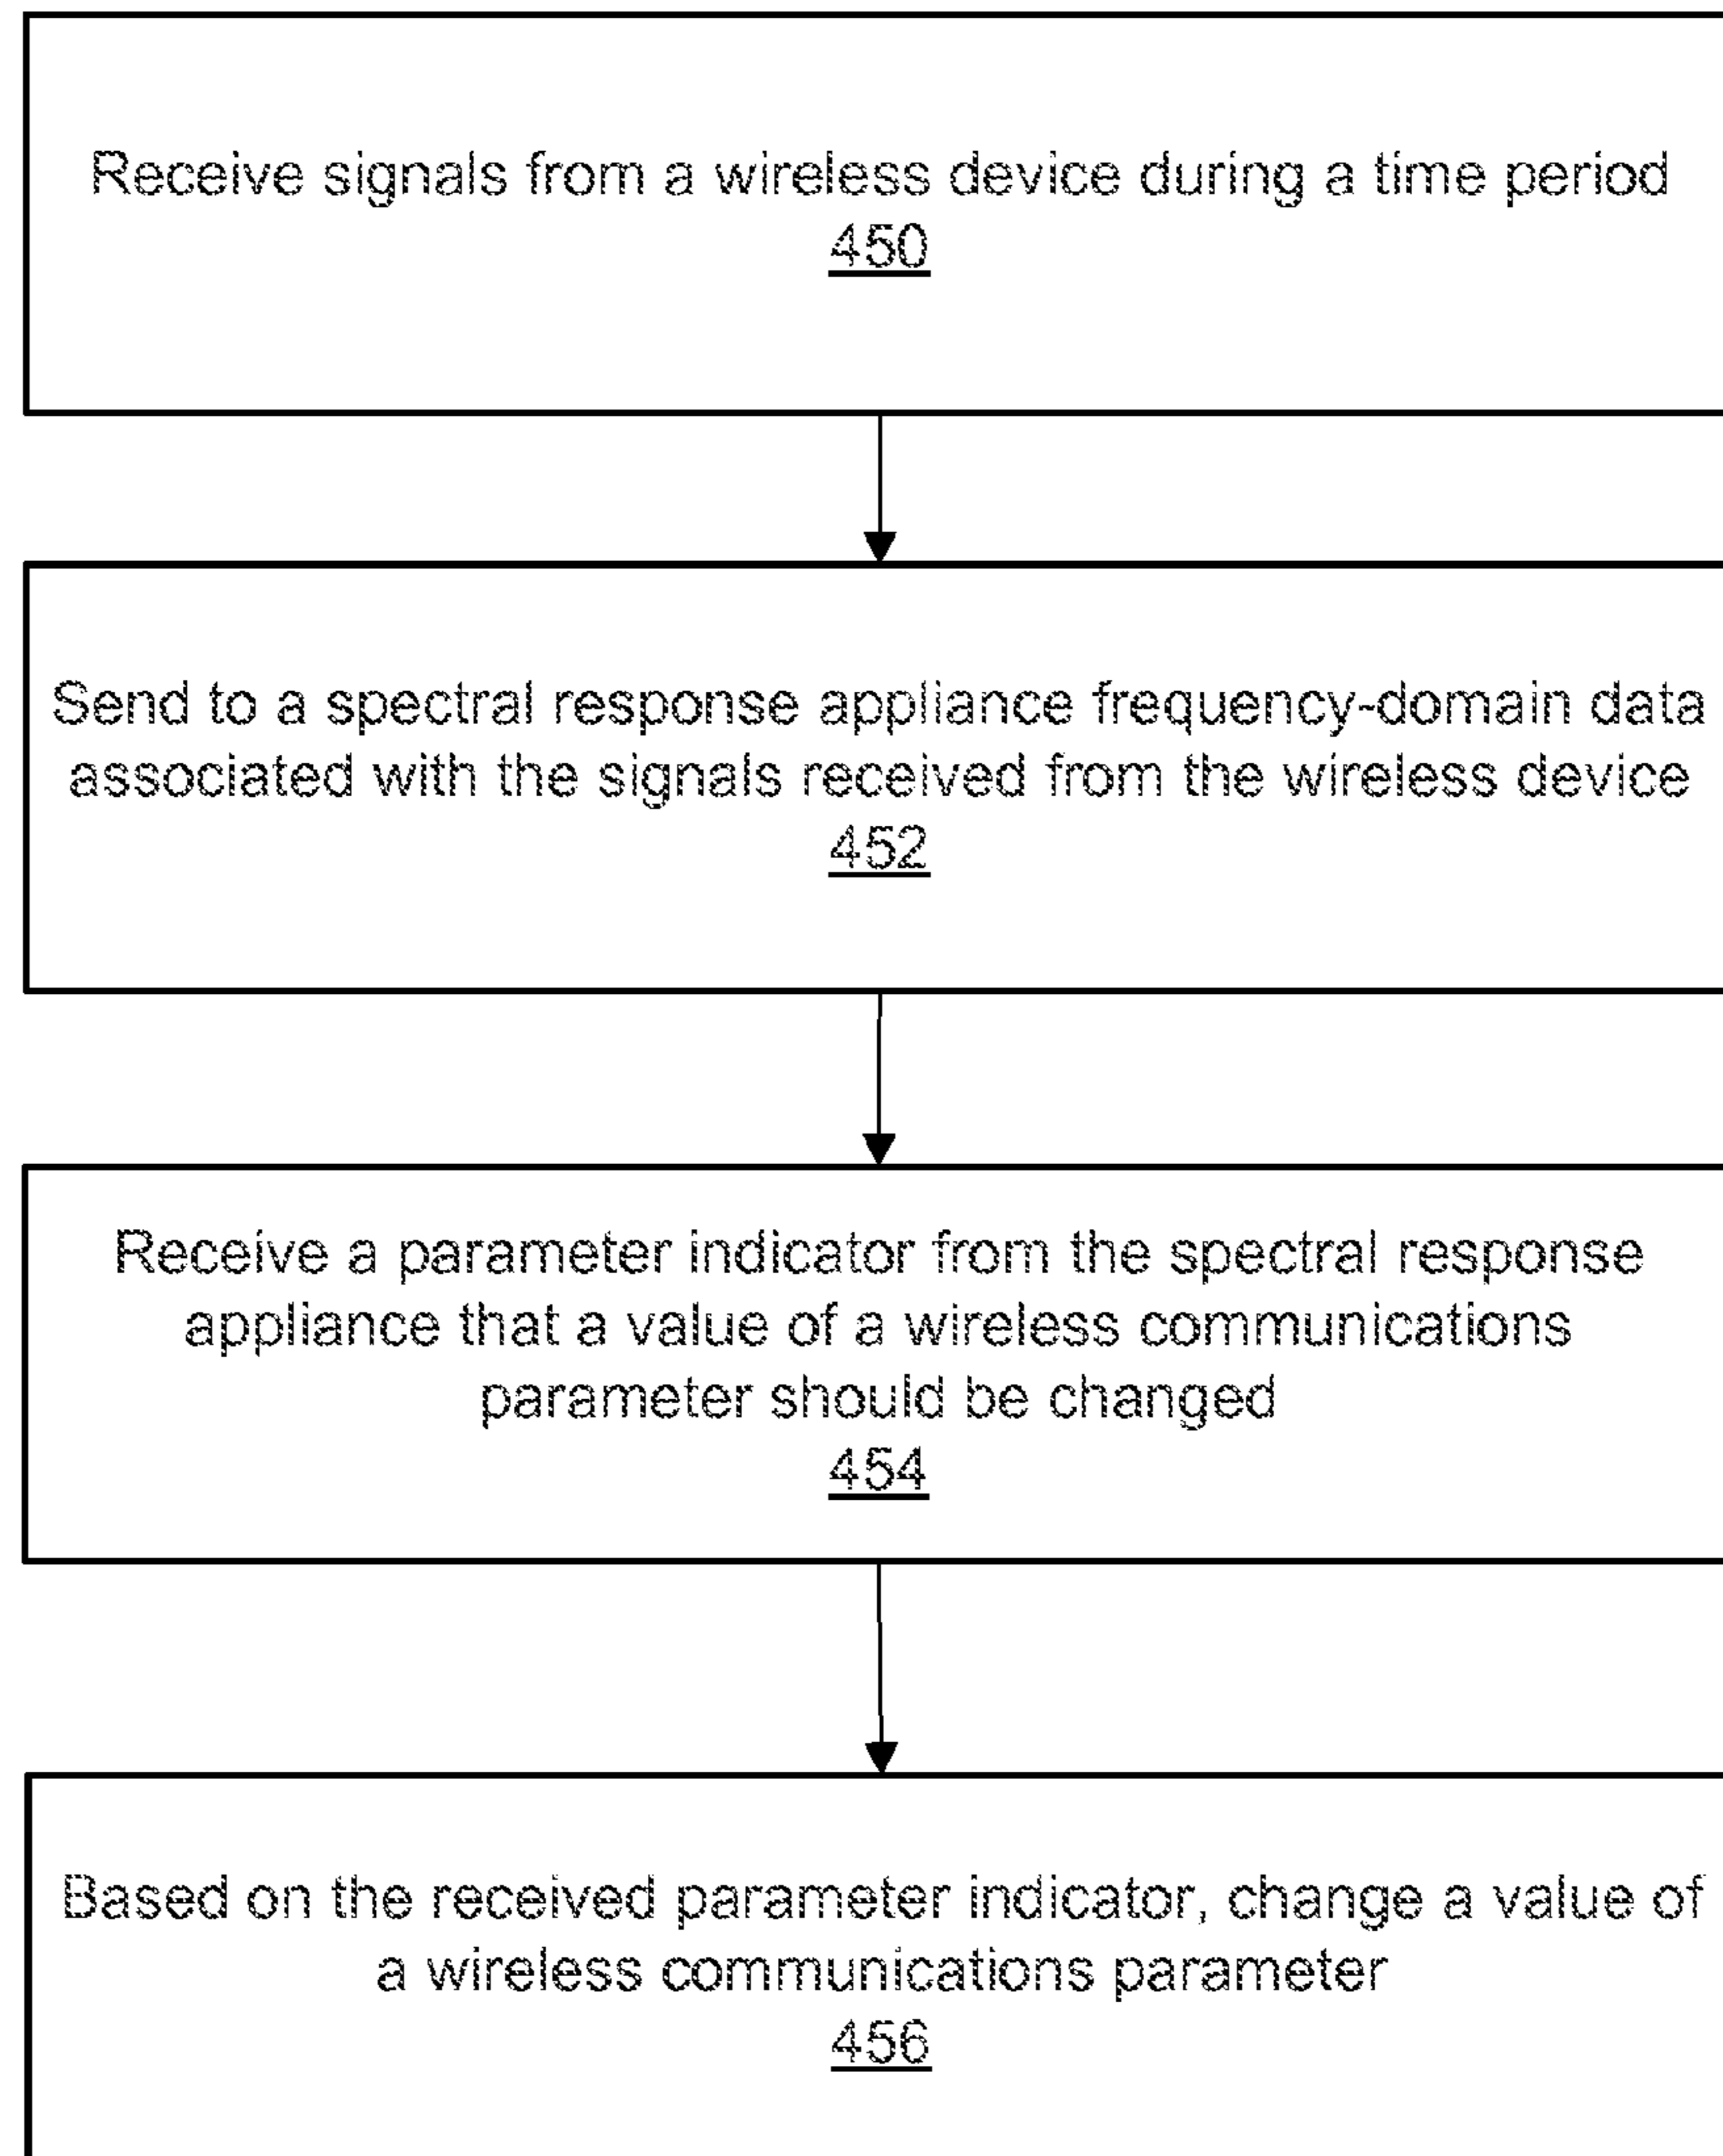 Receive signals from a wireless device during a time period
450
Send to a spectral response appliance frequency-domain data
associated with the signals received from the wireless device
452
Receive a parameter indicator from the spectral response
appliance that a value of a wireless communications
parameter should be changed
454
Based on the received parameter indicator, change a value of
a wireless communications parameter
456